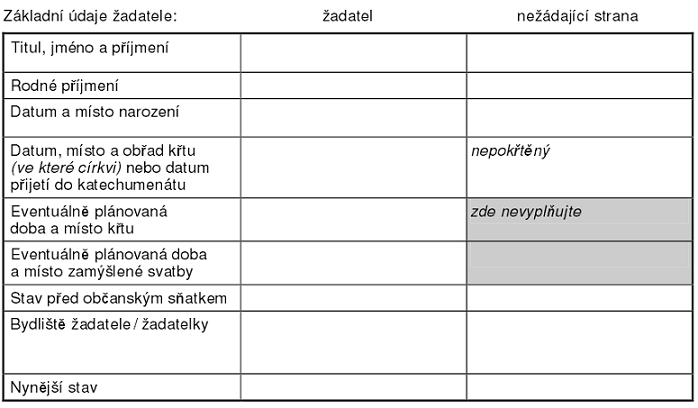 Základní údaje žadatele: žadatel nežádající strana
Titul, jméno a příjmení
Rodné příjmení
Datum a místo narození
Datum, místo a obřad křtu nepokřtěný
(ve které církvi) nebo datum
přijetí do katechumenátu
Eventuálně plánovaná zde nevyplňujte
doba a místo křtu
Eventuálně plánovaná doba
a místo zamýšlené svatby
Stav před občanským sňatkem
Bydliště žadatele / žadatelky
Nynější stav